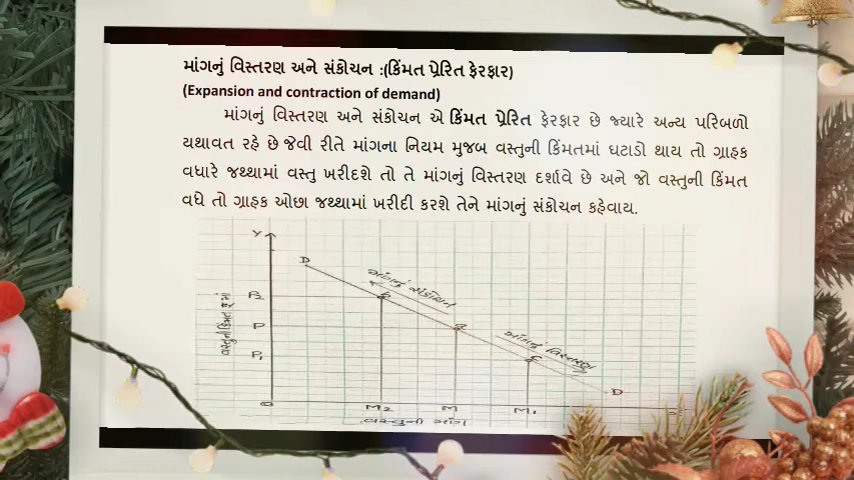 માંગનું વિસ્તરણ અને સંકોચન :(કિંમત પ્રેરિત ફેરફાર)
(Expansion and contraction of demand)
માંગનું વિસ્તરણ અને સંકોચન એ કિંમત પ્રેરિત ફેરફાર છે જ્યારે અન્ય પરિબળો
યથાવત રહે છે જેવી રીતે માંગના નિયમ મુજબ વસ્તુની કિંમતમાં ઘટાડો થાય તો ગ્રાહક
વધારે જથ્થામાં વસ્તુ ખરીદશે તો તે માંગનું વિસ્તરણ દર્શાવે છે અને જો વસ્તુની કિંમત
વધે તો ગ્રાહક ઓછા જથ્થામાં ખરીદી કરશે તેને માંગનું સંકોચન કહેવાય.
Y
D
માંગનું સંકોચન
P2
P
માંગનું વિસ્તરણ
P1
D
વસ્તુની કિંમત રૂ.માં
O M2 M M1
વસ્તુની માંગ